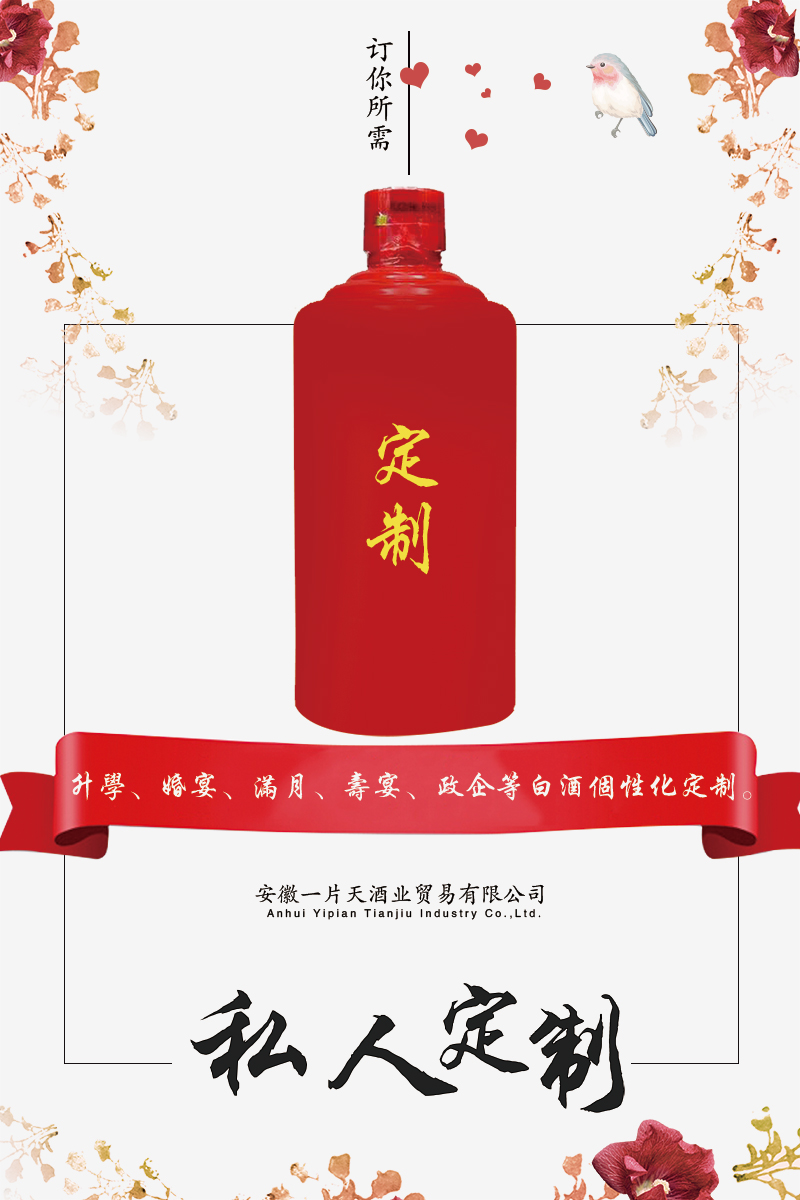 订你所需
定制
升學、婚宴、滿月、壽宴、政企等白酒個性化定制。
安徽一片天酒业贸易有限公司
Anhui Yipian Tianjiu Industry Co.,Ltd.
私人定制